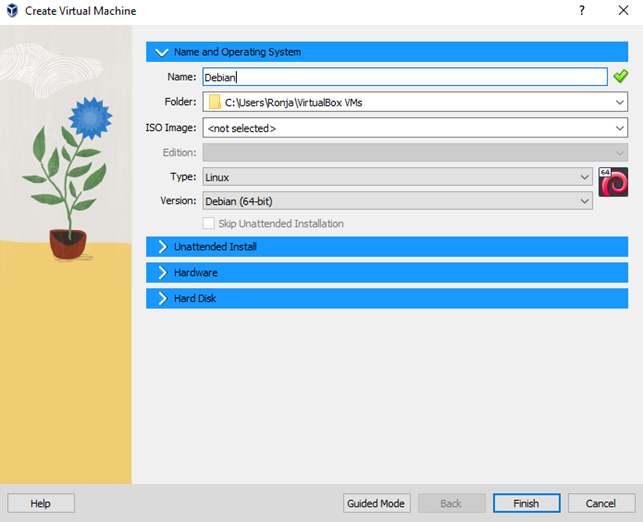 Create Virtual Machine
?
Name and Operating System
Name: Debian
Folder: C:\Users\Ronja\VirtualBox VMs
ISO Image: <not selected>
Edition:
Type: Linux
64
Version: Debian (64-bit)
Skip Unattended Installation
Unattended Install
Hardware
Hard Disk
Help Guided Mode Back Finish Cancel